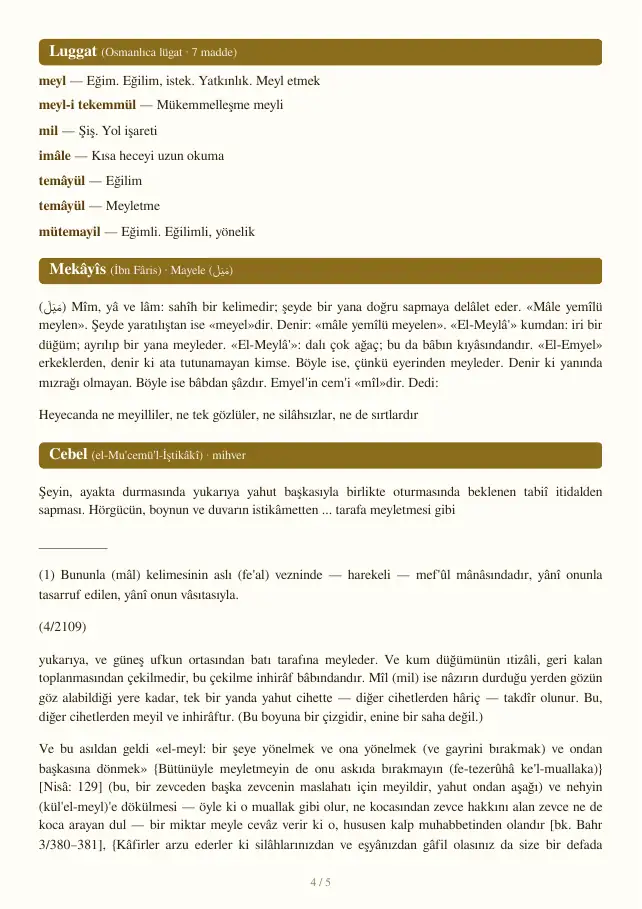 Luggat (Osmanlıca lügat · 7 madde)
meyl — Eğim. Eğilim, istek. Yatkınlık. Meyl etmek
meyl-i tekemmül — Mükemmelleşme meyli
mil — Şiş. Yol işareti
imâle — Kısa heceyi uzun okuma
temâyül — Eğilim
temâyül — Meyletme
mütemayil — Eğimli. Eğilimli, yönelik
Mekâyîs (İbn Fâris) · Mayele (مَيَلَ)
(مَيَلَ) Mîm, yâ ve lâm: sahîh bir kelimedir; şeyde bir yana doğru sapmaya delâlet eder. «Mâle yemîlü
meylen». Şeyde yaratılıştan ise «meyel»dir. Denir: «mâle yemîlü meyelen». «El-Meylâ'» kumdan: iri bir
düğüm; ayrılıp bir yana meyleder. «El-Meylâ'»: dalı çok ağaç; bu da bâbın kıyâsındandır. «El-Emyel»
erkeklerden, denir ki ata tutunamayan kimse. Böyle ise, çünkü eyerinden meyleder. Denir ki yanında
mızrağı olmayan. Böyle ise bâbdan şâzdır. Emyel'in cem'i «mîl»dir. Dedi:
Heyecanda ne meyilliler, ne tek gözlüler, ne silâhsızlar, ne de sırtlardır
Cebel (el-Mu'cemü'l-İştikâkî) · mihver
Şeyin, ayakta durmasında yukarıya yahut başkasıyla birlikte oturmasında beklenen tabiî itidalden
sapması. Hörgücün, boynun ve duvarın istikâmetten ... tarafa meyletmesi gibi
(1) Bununla (mâl) kelimesinin aslı (fe'al) vezninde — harekeli — mef'ûl mânâsındadır, yânî onunla
tasarruf edilen, yânî onun vâsıtasıyla.
(4/2109)
yukarıya, ve güneş ufkun ortasından batı tarafına meyleder. Ve kum düğümünün ıtizâli, geri kalan
toplanmasından çekilmedir, bu çekilme inhirâf bâbındandır. Mîl (mil) ise nâzırın durduğu yerden gözün
göz alabildiği yere kadar, tek bir yanda yahut cihette — diğer cihetlerden hâriç — takdîr olunur. Bu,
diğer cihetlerden meyil ve inhirâftır. (Bu boyuna bir çizgidir, enine bir saha değil.)
Ve bu asıldan geldi «el-meyl: bir şeye yönelmek ve ona yönelmek (ve gayrini bırakmak) ve ondan
başkasına dönmek» {Bütünüyle meyletmeyin de onu askıda bırakmayın (fe-tezerûhâ ke'l-muallaka)}
[Nisâ: 129] (bu, bir zevceden başka zevcenin maslahatı için meyildir, yahut ondan aşağı) ve nehyin
(kül'el-meyl)'e dökülmesi — öyle ki o muallak gibi olur, ne kocasından zevce hakkını alan zevce ne de
koca arayan dul — bir miktar meyle cevâz verir ki o, hususen kalp muhabbetinden olandır [bk. Bahr
3/380–381], {Kâfirler arzu ederler ki silâhlarınızdan ve eşyânızdan gâfil olasınız da size bir defada
4 / 5